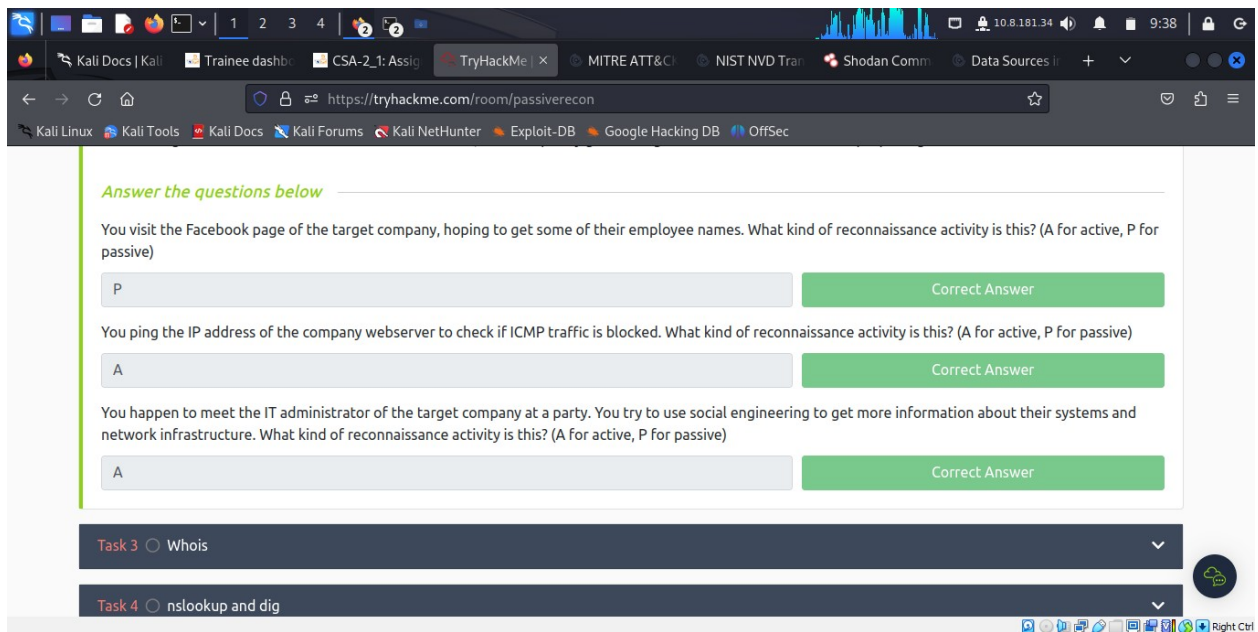 1 2 3 4 2 2 10.8.181.34 9:38
Kali Docs | Kali Trainee dashbo CSA-2_1: Assig TryHackMe | MITRE ATT&C NIST NVD Tran Shodan Comm Data Sources i
https://tryhackme.com/room/passiverecon
Kali Linux Kali Tools Kali Docs Kali Forums Kali NetHunter Exploit-DB Google Hacking DB OffSec
Answer the questions below
You visit the Facebook page of the target company, hoping to get some of their employee names. What kind of reconnaissance activity is this? (A for active, P for
passive)
P Correct Answer
You ping the IP address of the company webserver to check if ICMP traffic is blocked. What kind of reconnaissance activity is this? (A for active, P for passive)
A Correct Answer
You happen to meet the IT administrator of the target company at a party. You try to use social engineering to get more information about their systems and
network infrastructure. What kind of reconnaissance activity is this? (A for active, P for passive)
A Correct Answer
Task 3 Whois
Task 4 nslookup and dig
Right Ctrl